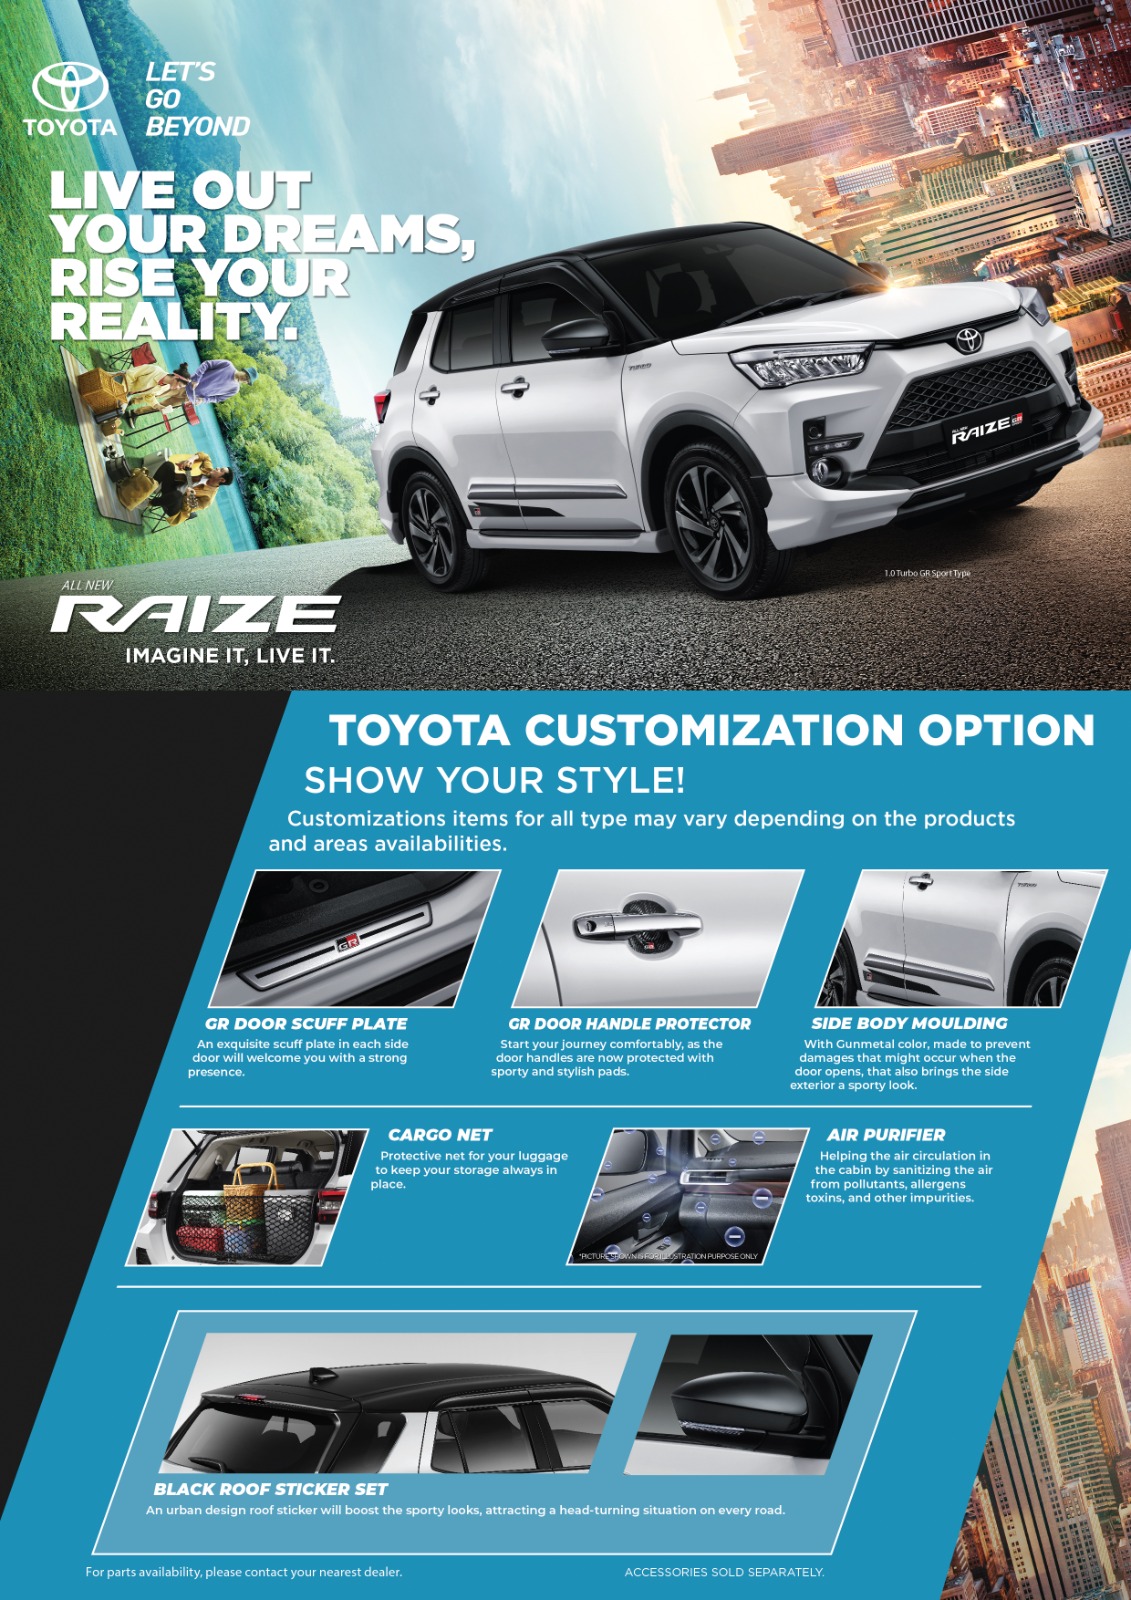 TOYOTA
LET'S
GO
BEYOND
LIVE OUT
YOUR DREAMS,
RISE YOUR
REALITY.
TURBO
ALL NEW
RAIZE GR
1.0 Turbo GR Sport Type
ALL NEW
RAIZE
IMAGINE IT, LIVE IT.
TOYOTA CUSTOMIZATION OPTION
SHOW YOUR STYLE!
Customizations items for all type may vary depending on the products
and areas availabilities.
GR
GR DOOR SCUFF PLATE
An exquisite scuff plate in each side
door will welcome you with a strong
presence.
GR
GR DOOR HANDLE PROTECTOR
Start your journey comfortably, as the
door handles are now protected with
sporty and stylish pads.
TURBO
SIDE BODY MOULDING
With Gunmetal color, made to prevent
damages that might occur when the
door opens, that also brings the side
exterior a sporty look.
CARGO NET
Protective net for your luggage
to keep your storage always in
place.
*PICTURE SHOWN IS FOR ILLUSTRATION PURPOSE ONLY
AIR PURIFIER
Helping the air circulation in
the cabin by sanitizing the air
from pollutants, allergens
toxins, and other impurities.
BLACK ROOF STICKER SET
An urban design roof sticker will boost the sporty looks, attracting a head-turning situation on every road.
For parts availability, please contact your nearest dealer.
ACCESSORIES SOLD SEPARATELY.